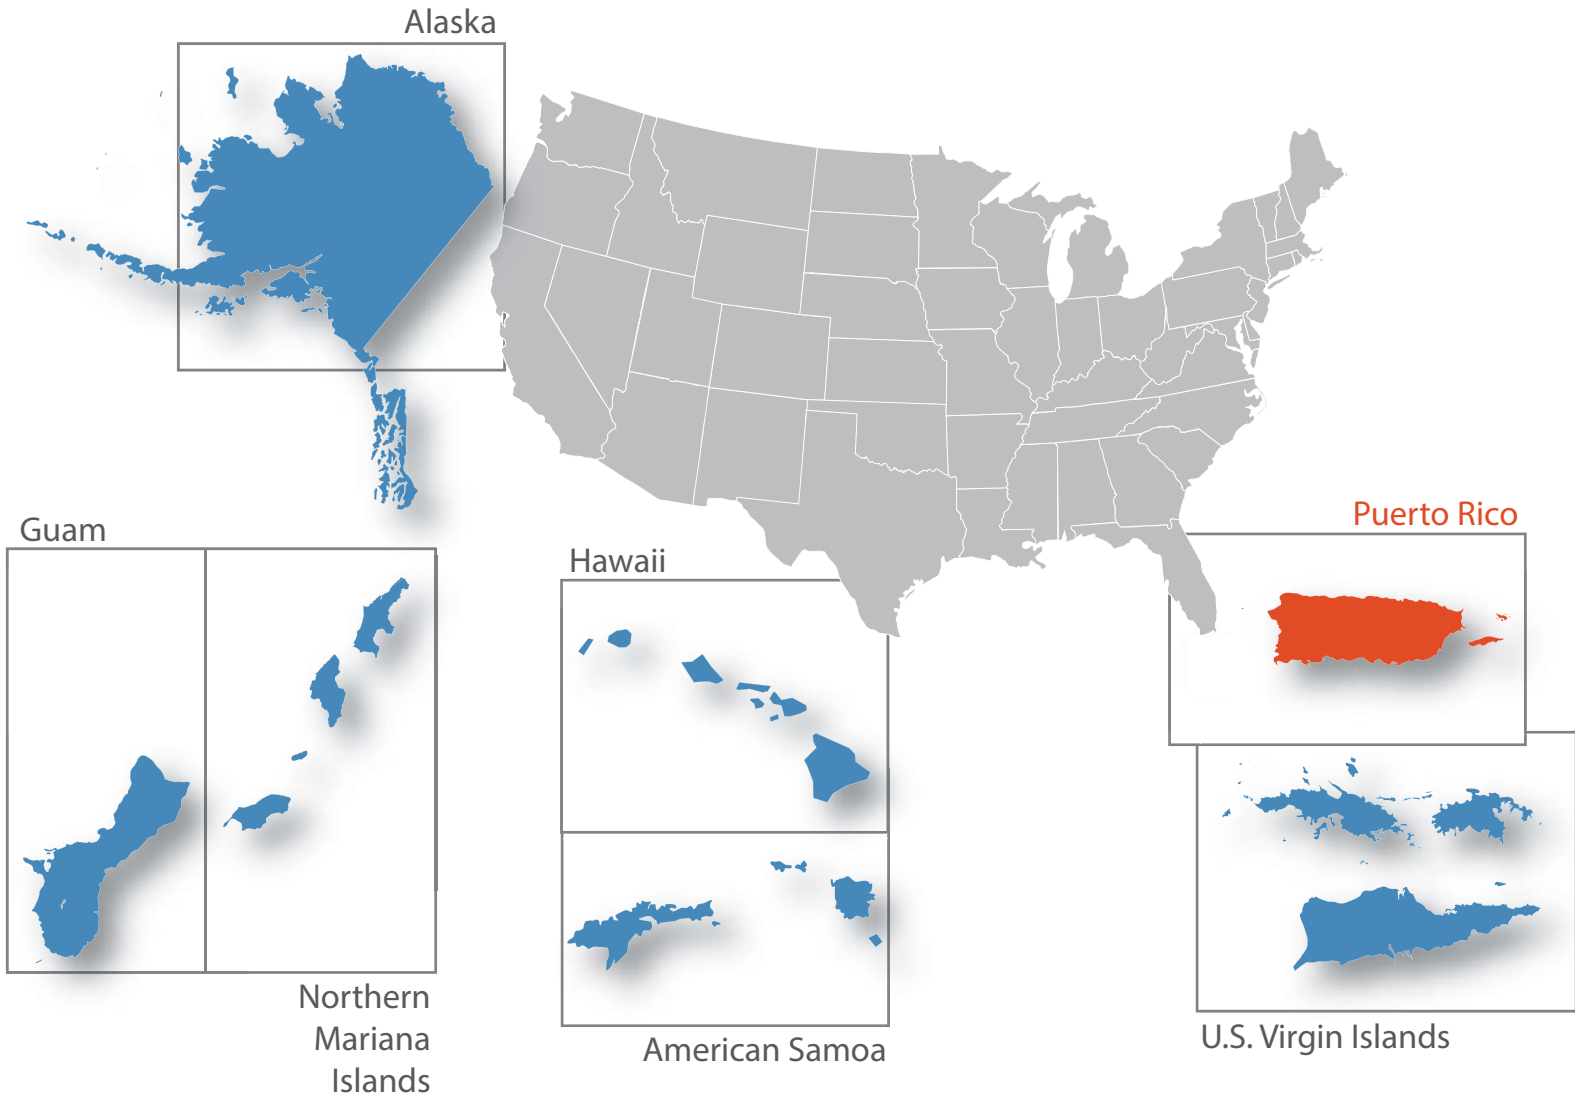 Alaska
Guam
Hawaii
Puerto Rico
Northern
Mariana
Islands
American Samoa
U.S. Virgin Islands